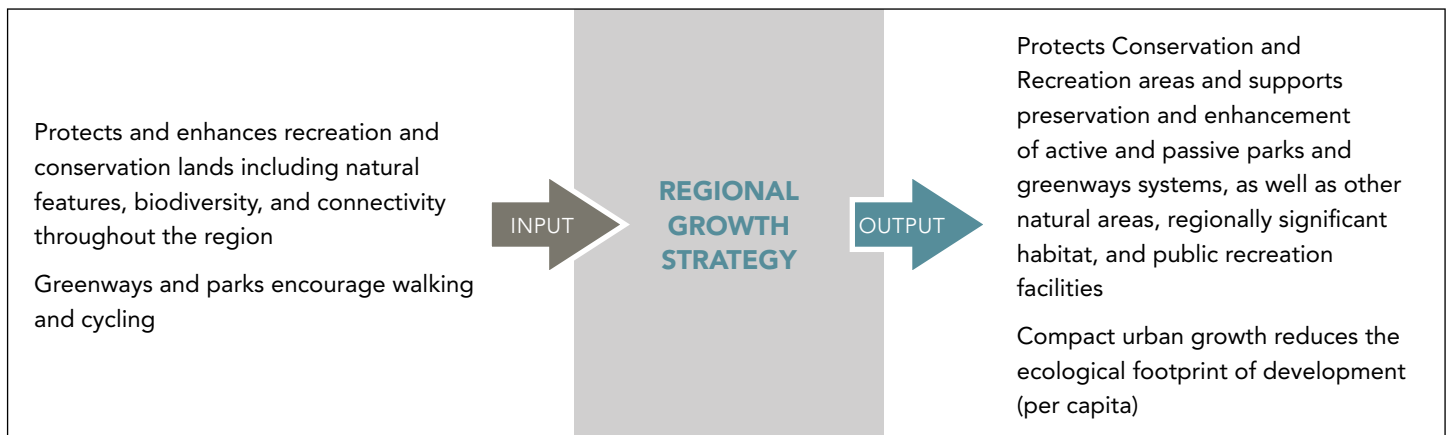 Protects and enhances recreation and
conservation lands including natural
features, biodiversity, and connectivity
throughout the region
Greenways and parks encourage walking
and cycling
INPUT
REGIONAL
GROWTH
STRATEGY
OUTPUT
Protects Conservation and
Recreation areas and supports
preservation and enhancement
of active and passive parks and
greenways systems, as well as other
natural areas, regionally significant
habitat, and public recreation
facilities
Compact urban growth reduces the
ecological footprint of development
(per capita)